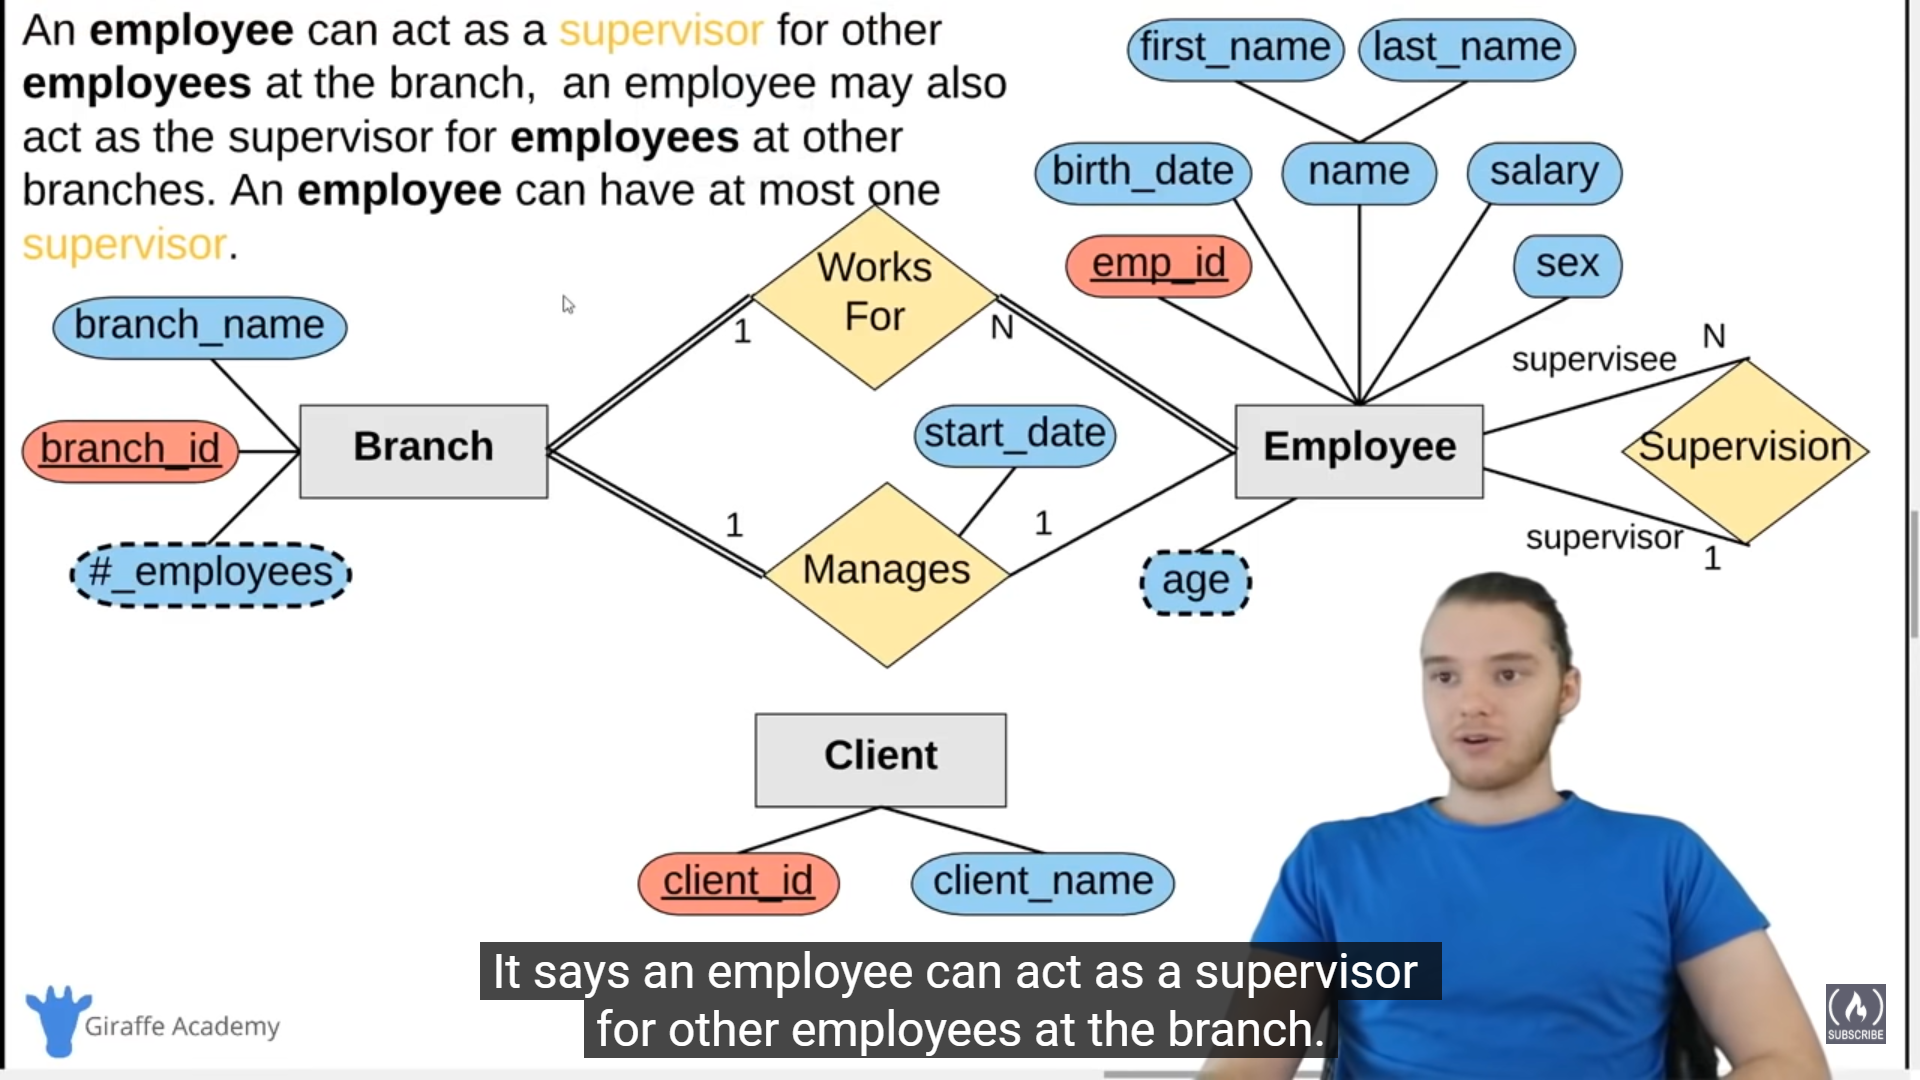 An employee can act as a supervisor for other
employees at the branch,  an employee may also
act as the supervisor for employees at other
branches. An employee can have at most one
supervisor.
first_name
last_name
birth_date
name
salary
emp_id
sex
Works
For
1
N
branch_name
branch_id
#_employees
Branch
start_date
Employee
supervisee
N
Supervision
supervisor
1
1
Manages
1
age
Client
client_id
client_name
It says an employee can act as a supervisor
for other employees at the branch.
Giraffe Academy
SUBSCRIBE